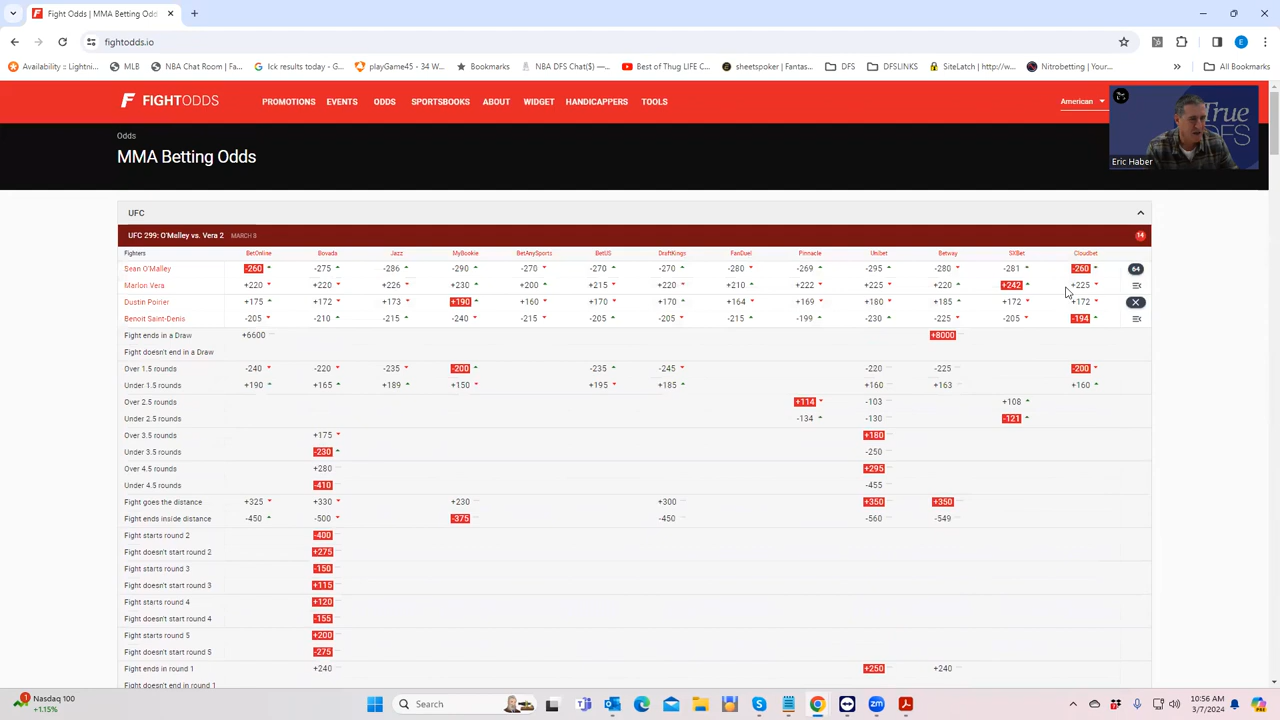 Fight Odds | MMA Betting Odds
fightodds.io
Availability :: Lightni... MLB NBA Chat Room | Fa... Ick results today - G... playGame45 - 34 W... Bookmarks NBA DFS Chat($) -... Best of Thug LIFE C... sheetspoker | Fantas... DFS DFSLINKS SiteLatch | http://w... Nitrobetting | Your... » All Bookmarks
FIGHTODDS PROMOTIONS EVENTS ODDS SPORTSBOOKS ABOUT WIDGET HANDICAPPERS TOOLS American
True DFS
Eric Haber
Odds
MMA Betting Odds
UFC
UFC 299: O'Malley vs. Vera 2 MARCH 3 14
Fighters BetOnline Bovada Jazz MyBookie BetAnySports BetUS DraftKings FanDuel Pinnacle Unibet Betway SXBet Cloudbet
Sean O'Malley -260 -275 -286 -290 -270 -270 -270 -280 -269 -295 -280 -281 -260 64
Marlon Vera +220 +220 +226 +230 +200 +215 +220 +210 +222 +225 +220 +242 +225
Dustin Poirier +175 +172 +173 +190 +160 +170 +170 +164 +169 +180 +185 +172 +172
Benoit Saint-Denis -205 -210 -215 -240 -215 -205 -205 -215 -199 -230 -225 -205 -194
Fight ends in a Draw +6600 +8000
Fight doesn't end in a Draw
Over 1.5 rounds -240 -220 -235 -200 -235 -245 -220 -225 -200
Under 1.5 rounds +190 +165 +189 +150 +195 +185 +160 +163 +160
Over 2.5 rounds +114 -103 +108
Under 2.5 rounds -134 -130 -121
Over 3.5 rounds +175 +180
Under 3.5 rounds -230 -250
Over 4.5 rounds +280 +295
Under 4.5 rounds -410 -455
Fight goes the distance +325 +330 +230 +300 +350 +350
Fight ends inside distance -450 -500 -375 -450 -560 -549
Fight starts round 2 -400
Fight doesn't start round 2 +275
Fight starts round 3 -150
Fight doesn't start round 3 +115
Fight starts round 4 +120
Fight doesn't start round 4 -155
Fight starts round 5 +200
Fight doesn't start round 5 -275
Fight ends in round 1 +240 +250 +240
Fight doesn't end in round 1
1 Nasdaq 100
+1.15%
Search
10:56 AM
3/7/2024